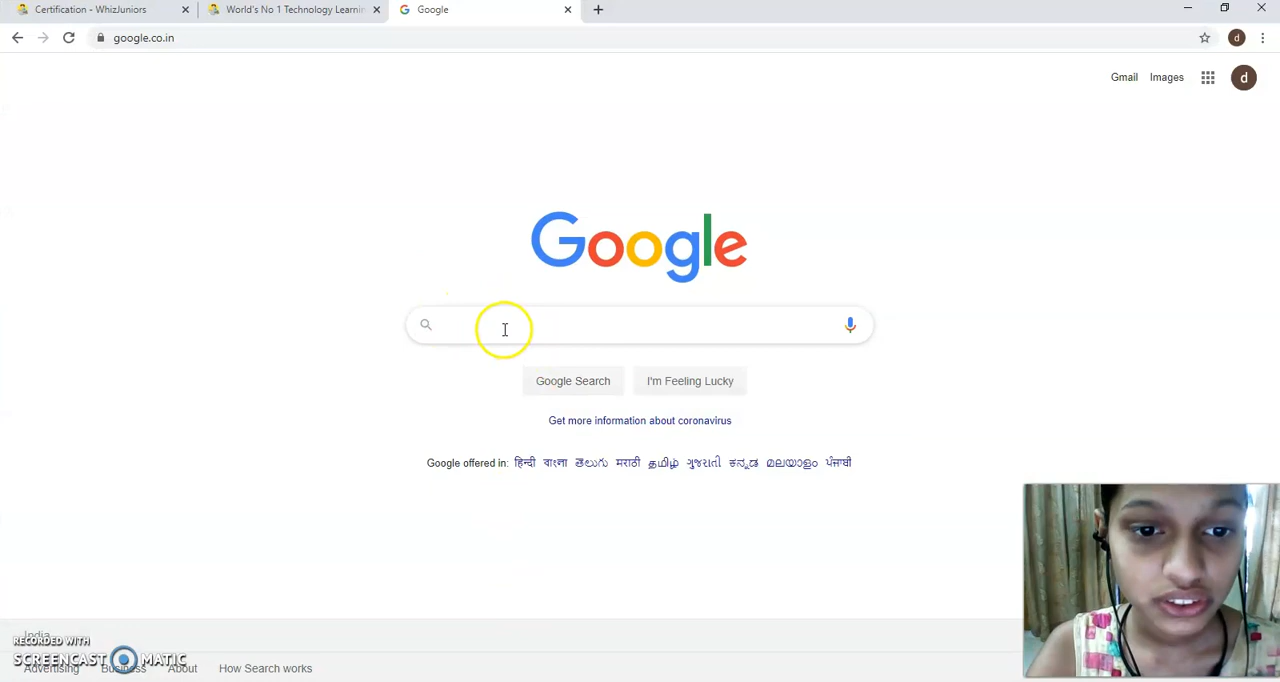 Certification - WhizJuniors
World's No 1 Technology Learnin
Google
google.co.in
d
Gmail Images
d
Google
Google Search I'm Feeling Lucky
Get more information about coronavirus
Google offered in: हिन्दी বাংলা తెలుగు मराठी தமிழ் ગુજરાતી ಕನ್ನಡ മലയാളം ਪੰਜਾਬੀ
India
RECORDED WITH
SCREENCAST MATIC
Advertising Business About How Search works